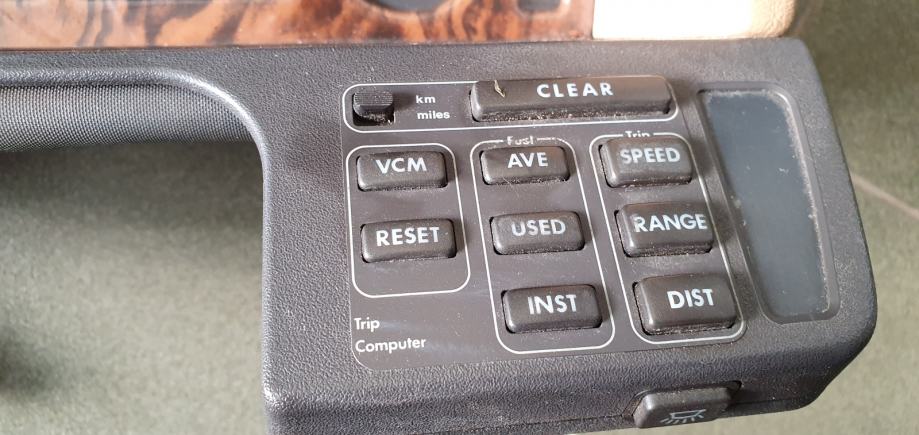 km
miles
CLEAR
VCM
RESET
Fuel
AVE
USED
INST
Trip
SPEED
RANGE
DIST
Trip
Computer